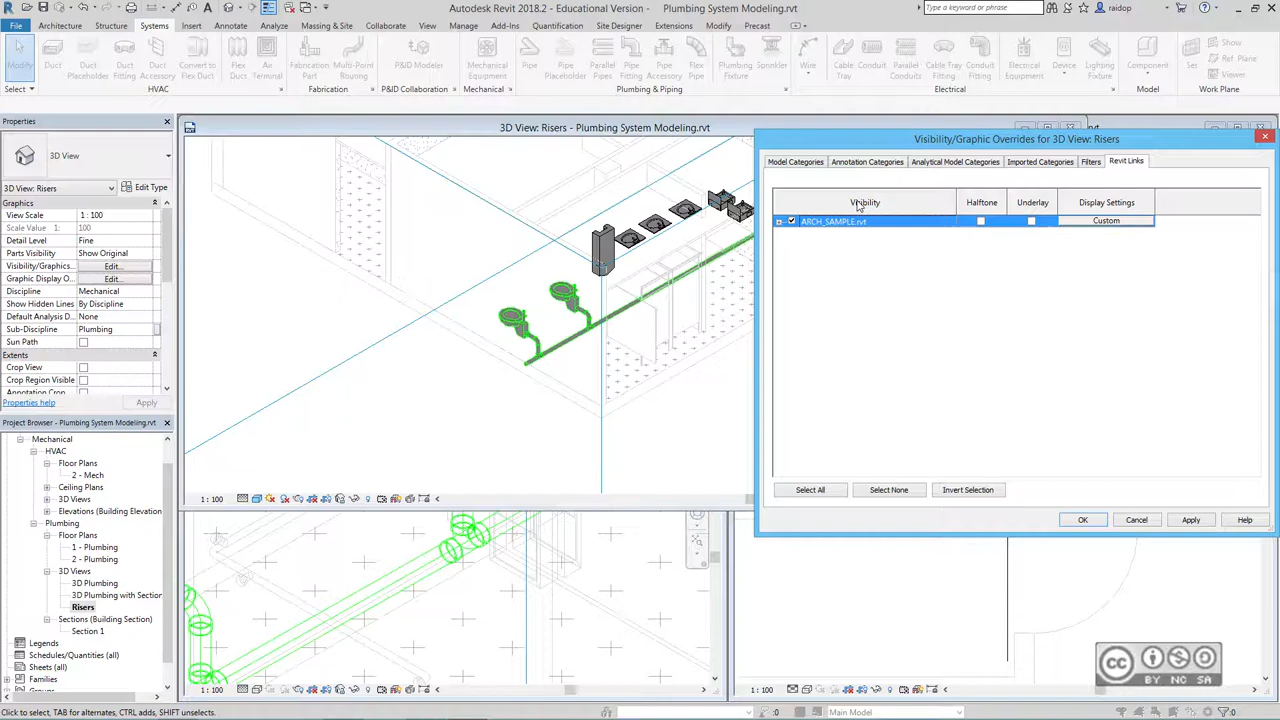 Autodesk Revit 2018.2 - Educational Version - Plumbing System Modeling.rvt
Type a keyword or phrase
raidop
File Architecture Structure Systems Insert Annotate Analyze Massing & Site Collaborate View Manage Add-Ins Quantification Site Designer Extensions Modify Precast
Modify
Duct
Duct Placeholder
Duct Fitting
Duct Accessory
Convert to Flex Duct
Flex Duct
Air Terminal
Fabrication Part
Multi-Point Routing
P&ID Modeler
Mechanical Equipment
Pipe
Pipe Placeholder
Parallel Pipes
Pipe Fitting
Pipe Accessory
Flex Pipe
Plumbing Fixture
Sprinkler
Wire
Cable Tray
Conduit
Parallel Conduits
Cable Tray Fitting
Conduit Fitting
Electrical Equipment
Device
Lighting Fixture
Component
Set
Show
Ref Plane
Viewer
Select HVAC Fabrication P&ID Collaboration Mechanical Plumbing & Piping Electrical Model Work Plane
Properties
3D View
3D View: Risers
Edit Type
Graphics
View Scale 1 : 100
Scale Value 1: 100
Detail Level Fine
Parts Visibility Show Original
Visibility/Graphics... Edit...
Graphic Display O... Edit...
Discipline Mechanical
Show Hidden Lines By Discipline
Default Analysis D... None
Sub-Discipline Plumbing
Sun Path
Extents
Crop View
Crop Region Visible
Annotation Crop
Properties help
Apply
Project Browser - Plumbing System Modeling.rvt
Mechanical
HVAC
Floor Plans
2 - Mech
Ceiling Plans
3D Views
Elevations (Building Elevation
Plumbing
Floor Plans
1 - Plumbing
2 - Plumbing
3D Views
3D Plumbing
3D Plumbing with Section
Risers
Sections (Building Section)
Section 1
Legends
Schedules/Quantities (all)
Sheets (all)
Families
Groups
3D View: Risers - Plumbing System Modeling.rvt
1 : 100
1 : 100
1 : 100
Visibility/Graphic Overrides for 3D View: Risers
Model Categories Annotation Categories Analytical Model Categories Imported Categories Filters Revit Links
Visibility Halftone Underlay Display Settings
ARCH_SAMPLE.rvt Custom
Select All Select None Invert Selection
OK Cancel Apply Help
cc
BY NC SA
Click to select, TAB for alternates, CTRL adds, SHIFT unselects.
:0
Main Model
:0